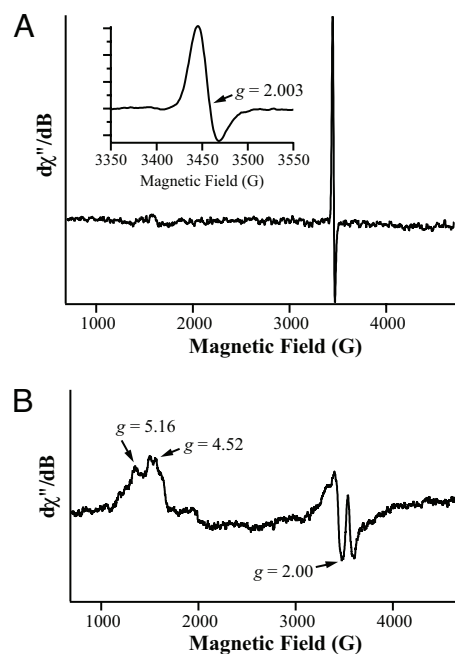 A
g = 2.003
3350 3400 3450 3500 3550
Magnetic Field (G)
dχ"/dB
1000 2000 3000 4000
Magnetic Field (G)
B
g = 5.16
g = 4.52
dχ"/dB
g = 2.00
1000 2000 3000 4000
Magnetic Field (G)